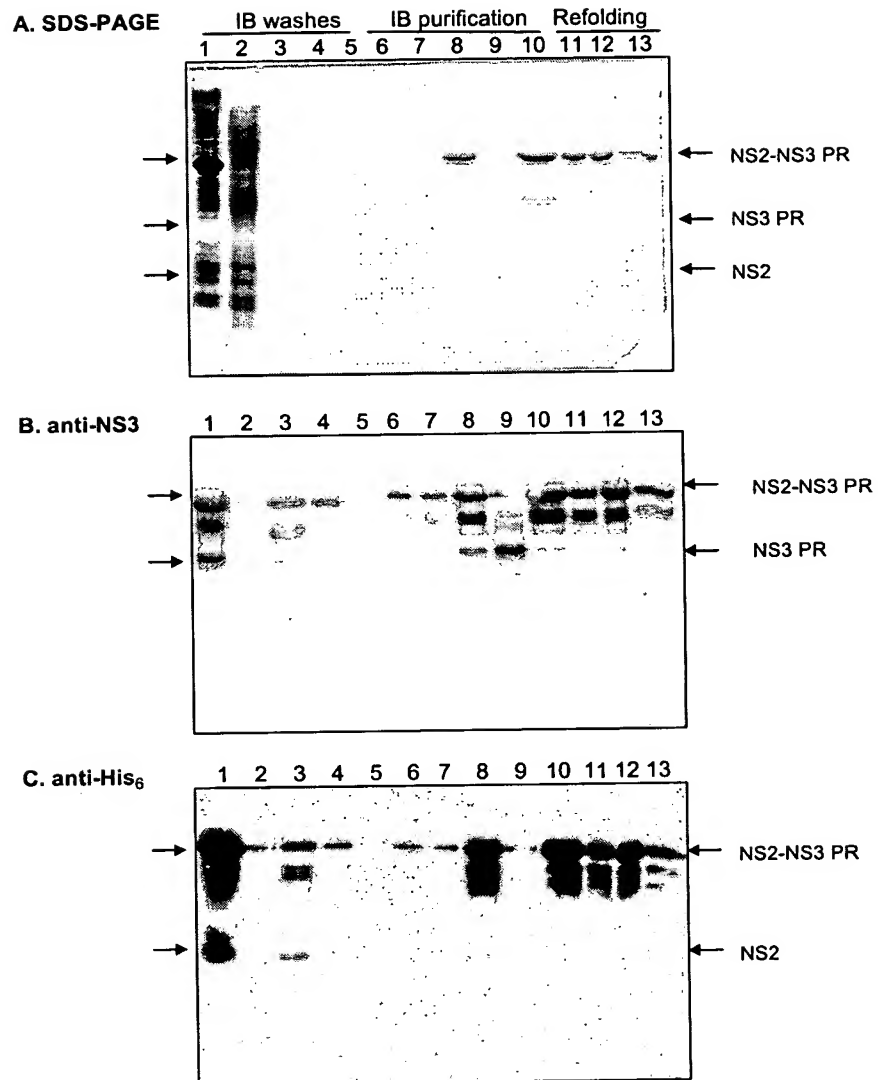 A. SDS-PAGE
IB washes
IB purification
Refolding
1 2 3 4 5 6 7 8 9 10 11 12 13
NS2-NS3 PR
NS3 PR
NS2
B. anti-NS3
1 2 3 4 5 6 7 8 9 10 11 12 13
NS2-NS3 PR
NS3 PR
C. anti-His₆
1 2 3 4 5 6 7 8 9 10 11 12 13
NS2-NS3 PR
NS2